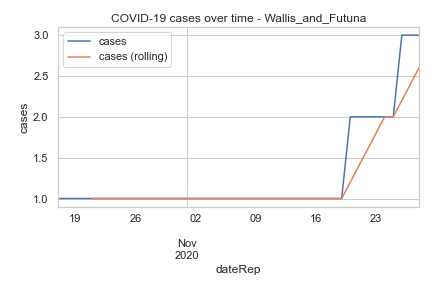 COVID-19 cases over time - Wallis_and_Futuna
cases
cases (rolling)
3.0
2.5
2.0
1.5
1.0
cases
19 26 02 09 16 23
Nov
2020
dateRep